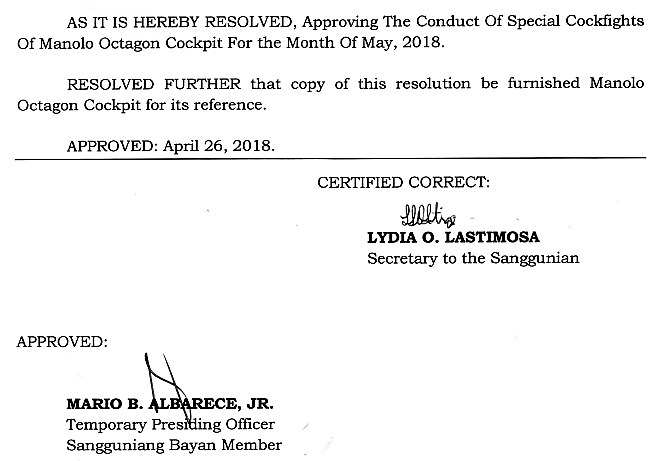 AS IT IS HEREBY RESOLVED, Approving The Conduct Of Special Cockfights
Of Manolo Octagon Cockpit For the Month Of May, 2018.
RESOLVED FURTHER that copy of this resolution be furnished Manolo
Octagon Cockpit for its reference.
APPROVED: April 26, 2018.
CERTIFIED CORRECT:
LYDIA O. LASTIMOSA
Secretary to the Sanggunian
APPROVED:
MARIO B. ALBARECE, JR.
Temporary Presiding Officer
Sangguniang Bayan Member